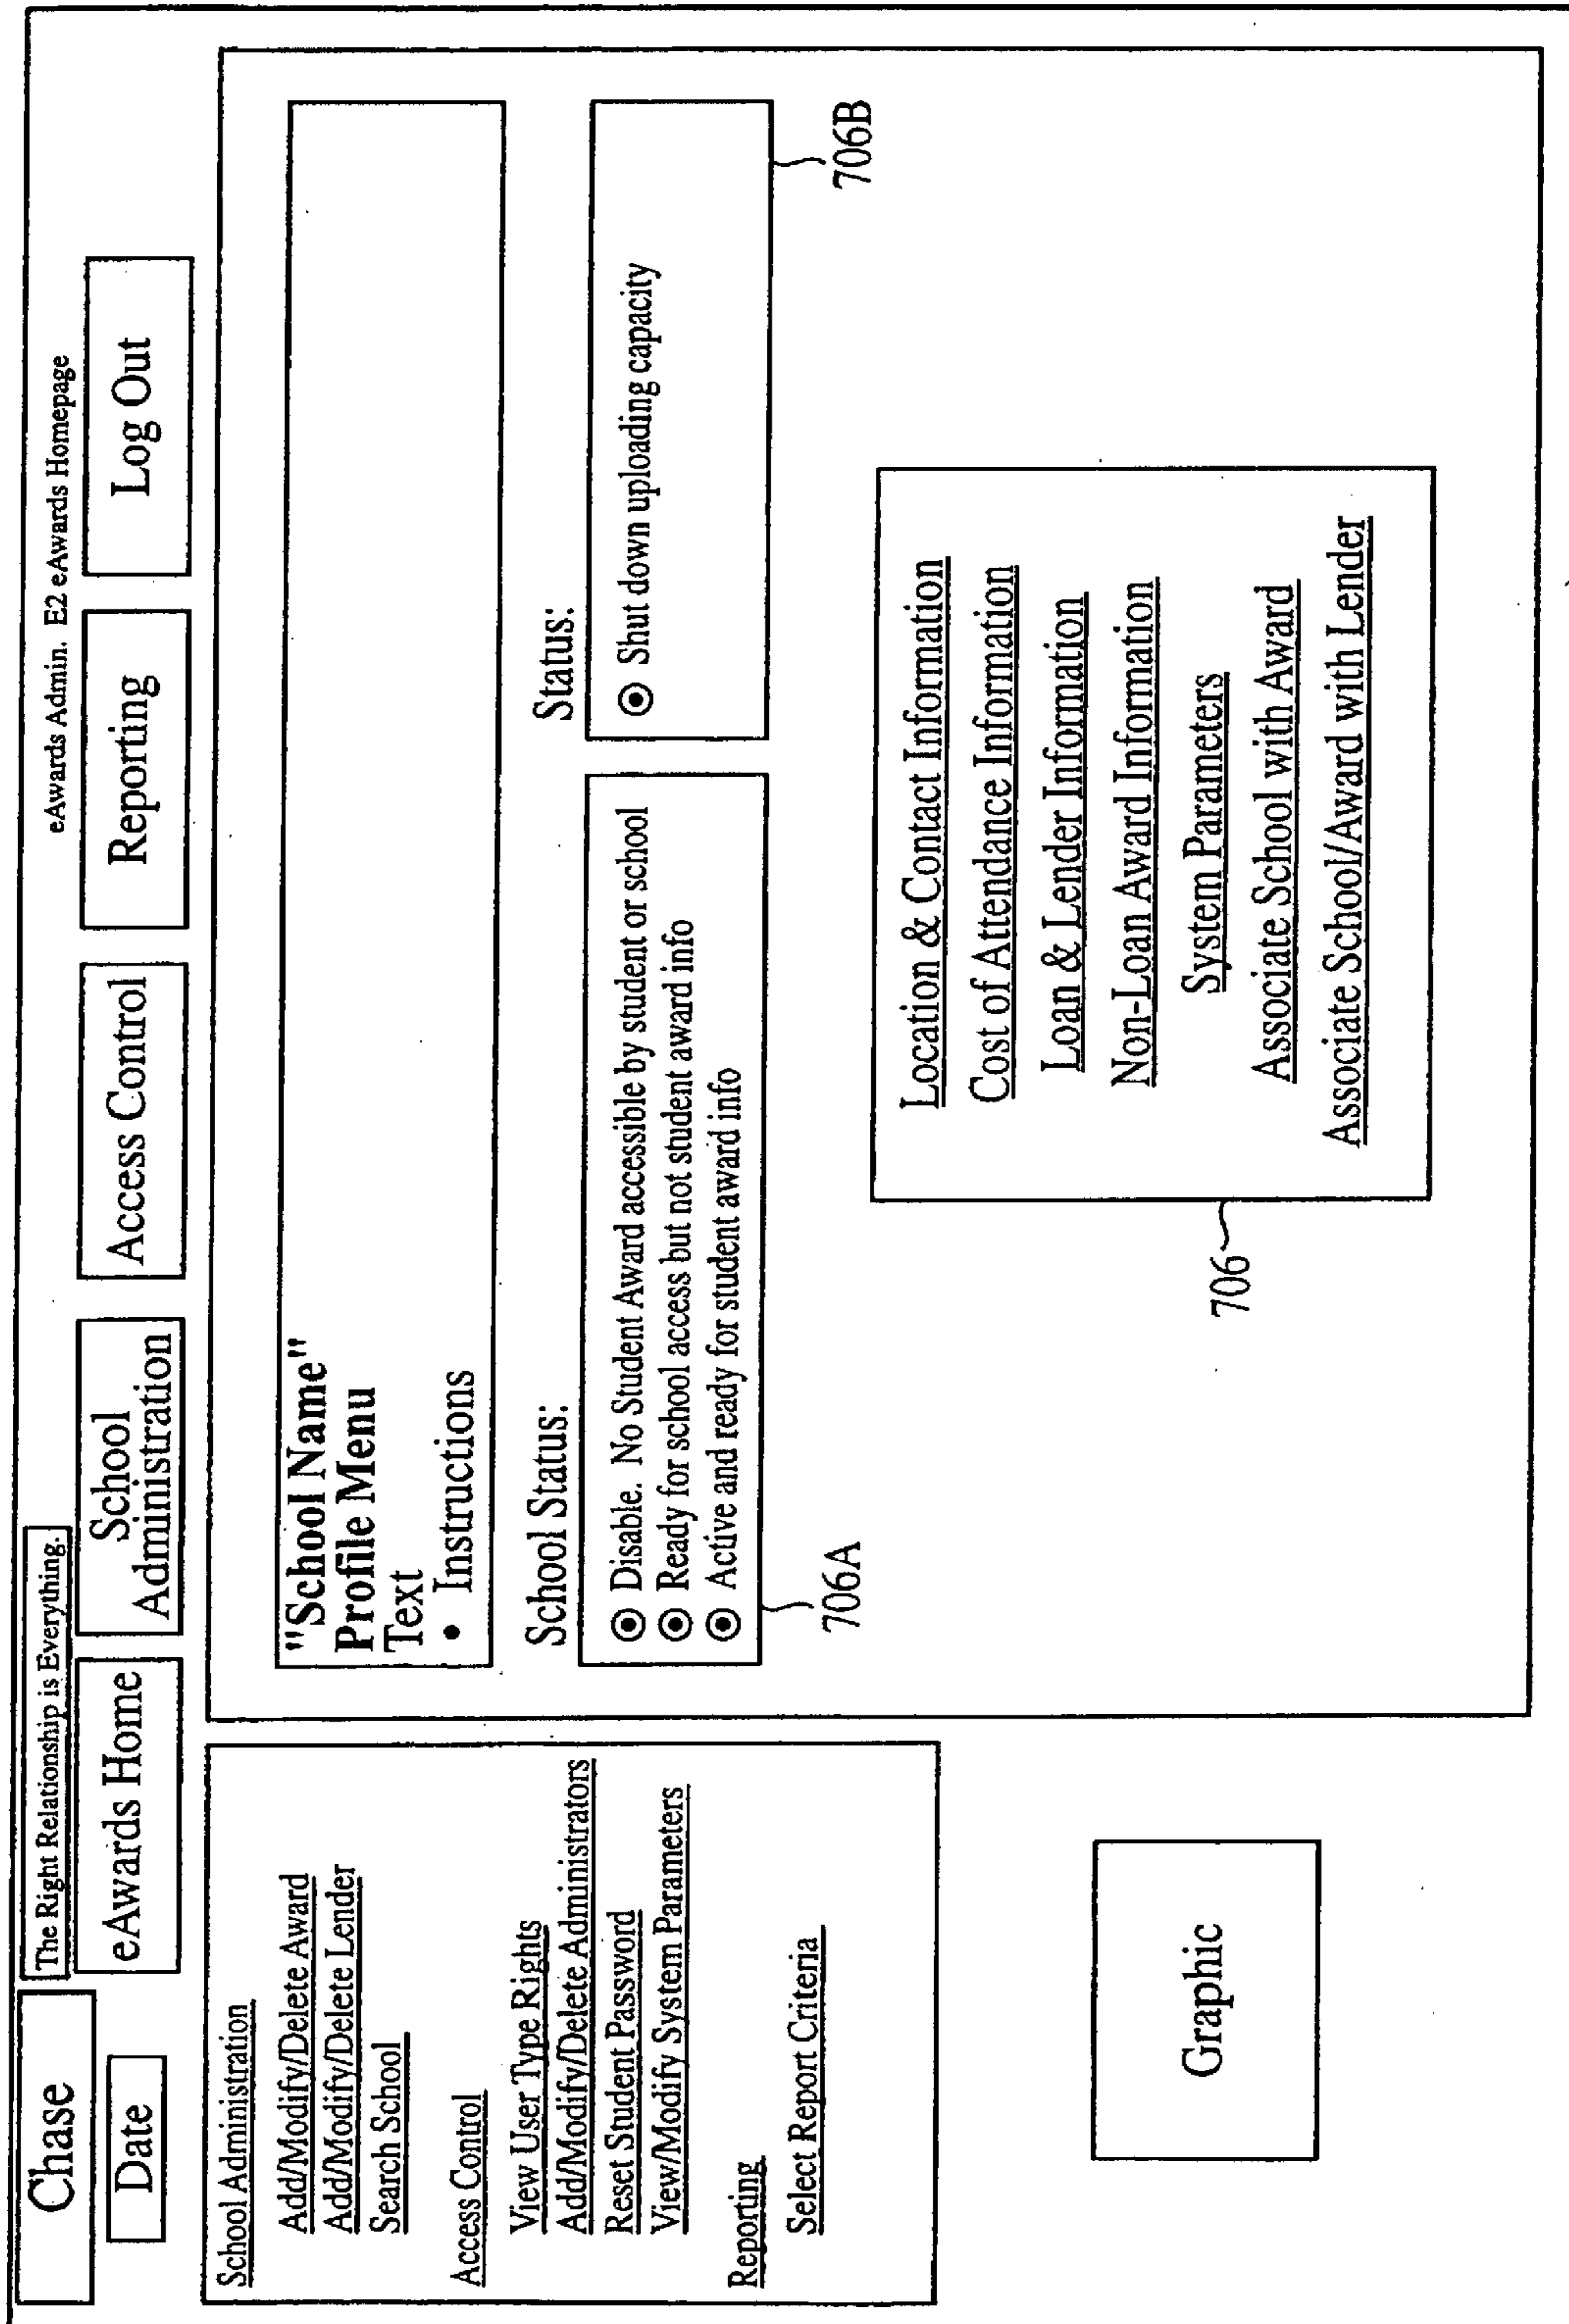 Chase
The Right Relationship is Everything.
eAwards Admin. E2 eAwards Homepage
Date
eAwards Home
School
Administration
Access Control
Reporting
Log Out
School Administration
Add/Modify/Delete Award
Add/Modify/Delete Lender
Search School
Access Control
View User Type Rights
Add/Modify/Delete Administrators
Reset Student Password
View/Modify System Parameters
Reporting
Select Report Criteria
Graphic
"School Name"
Profile Menu
Text
• Instructions
School Status:
Disable. No Student Award accessible by student or school
Ready for school access but not student award info
Active and ready for student award info
706A
Status:
Shut down uploading capacity
706B
Location & Contact Information
Cost of Attendance Information
Loan & Lender Information
Non-Loan Award Information
System Parameters
Associate School with Award
Associate School/Award with Lender
706